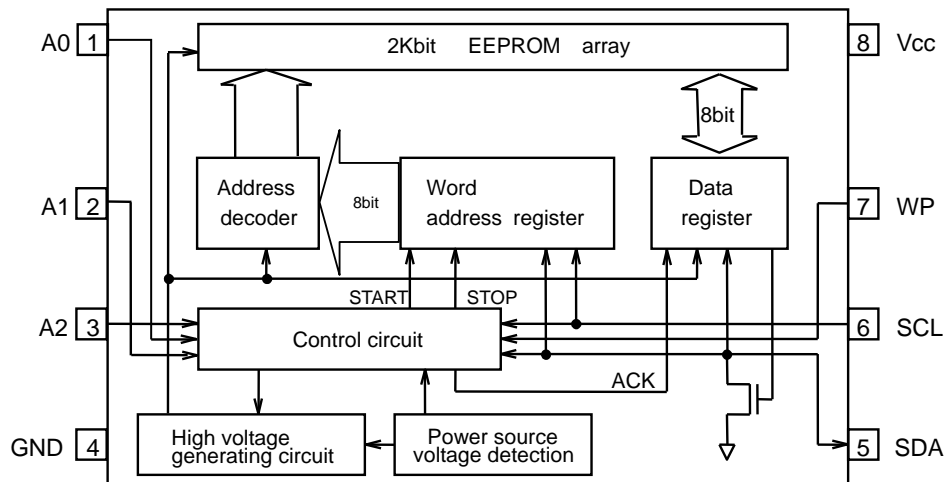 A0 1
2Kbit EEPROM array
8 Vcc
8bit
A1 2
Address
decoder
8bit
Word
address register
Data
register
7 WP
START
STOP
A2 3
Control circuit
6 SCL
ACK
GND 4
High voltage
generating circuit
Power source
voltage detection
5 SDA